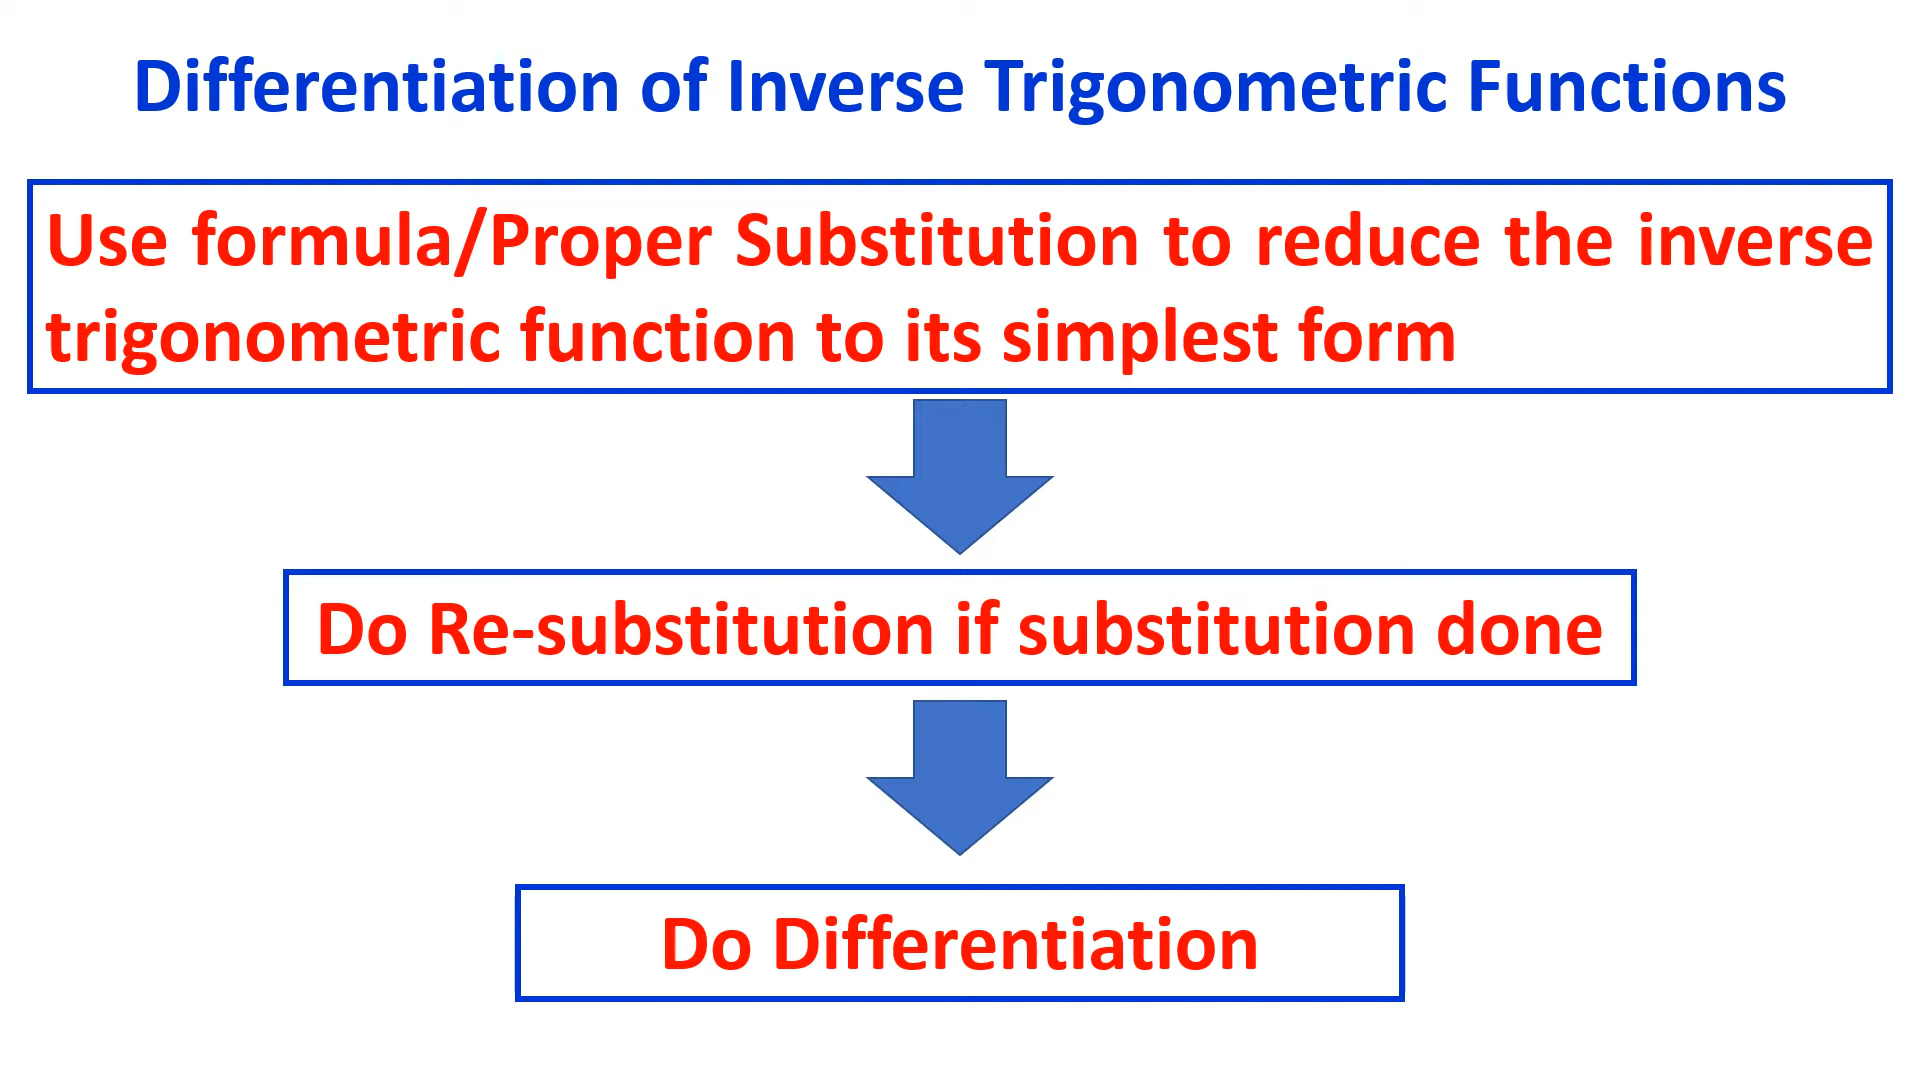 Differentiation of Inverse Trigonometric Functions
Use formula/Proper Substitution to reduce the inverse
trigonometric function to its simplest form
Do Re-substitution if substitution done
Do Differentiation